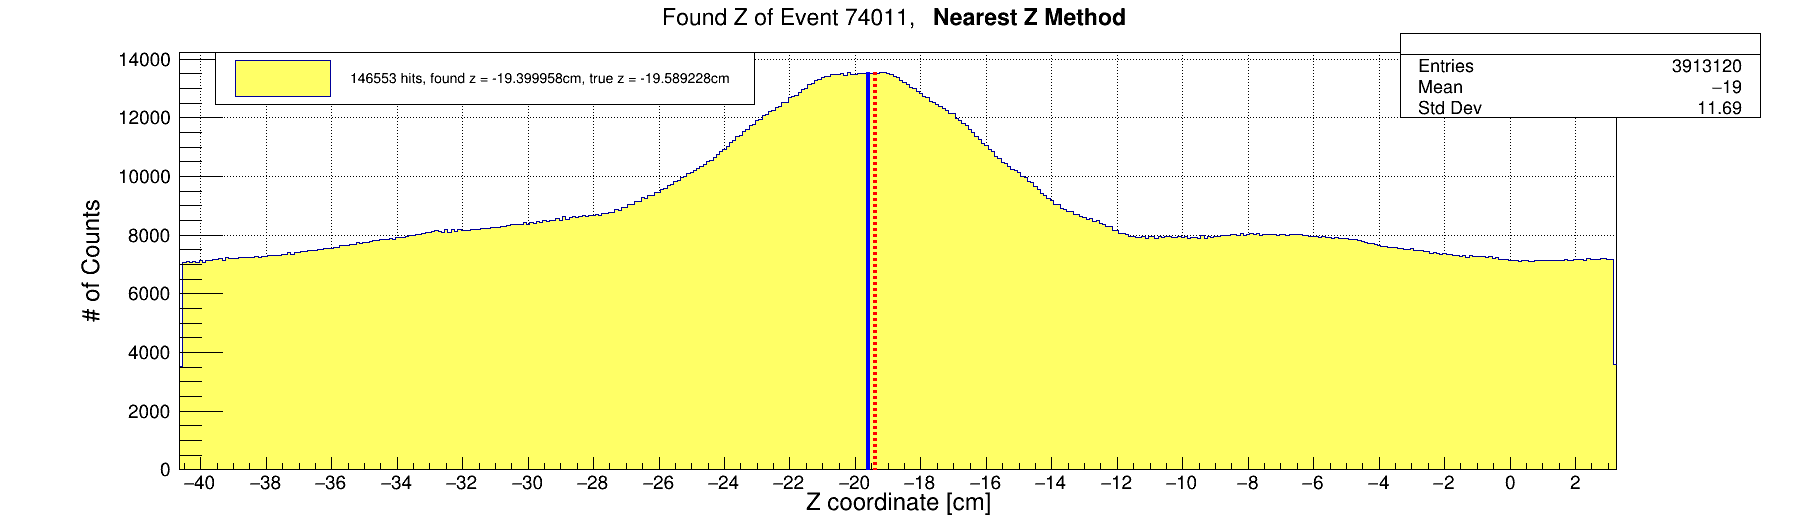 Found Z of Event 74011, Nearest Z Method
146553 hits, found z = -19.399958cm, true z = -19.589228cm
Entries 3913120
Mean −19
Std Dev 11.69
14000
12000
10000
8000
6000
4000
2000
0
# of Counts
−40 −38 −36 −34 −32 −30 −28 −26 −24 −22 −20 −18 −16 −14 −12 −10 −8 −6 −4 −2 0 2
Z coordinate [cm]